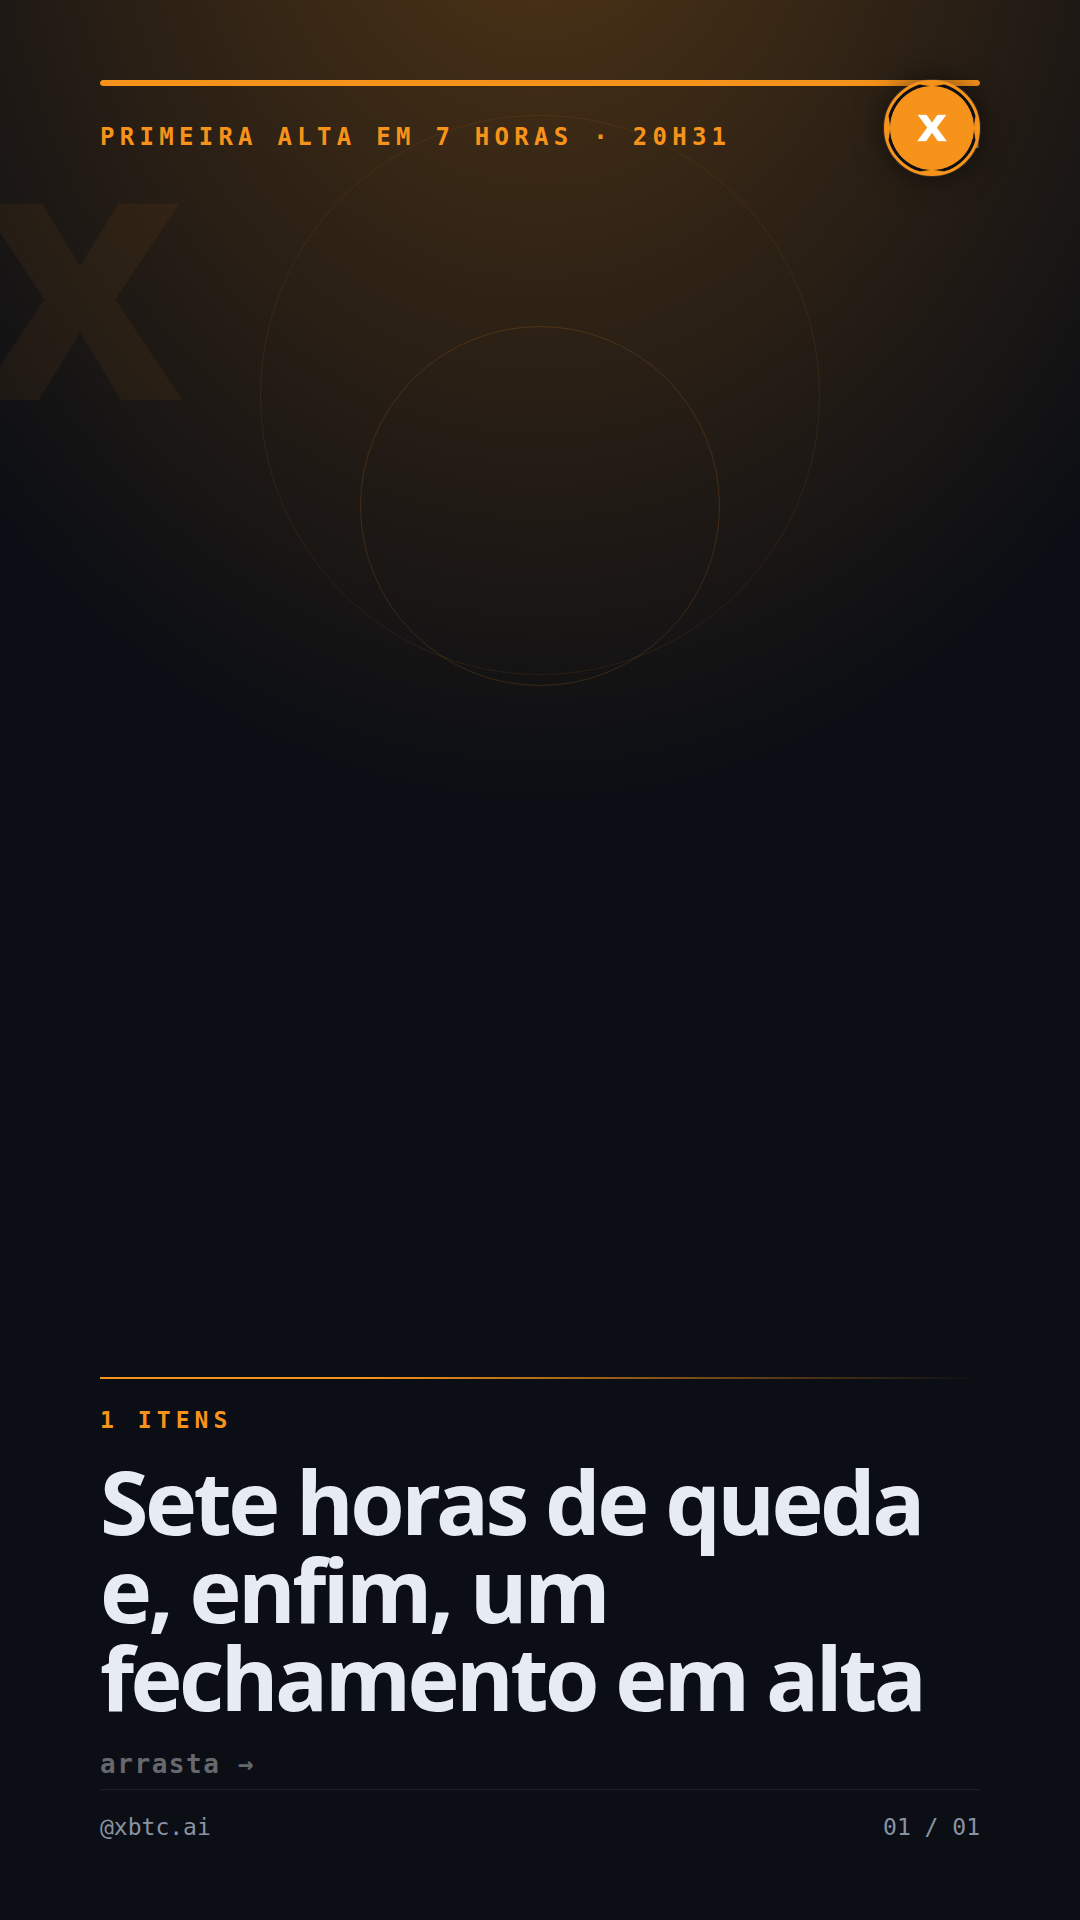 PRIMEIRA ALTA EM 7 HORAS · 20H31
X
X
1 ITENS
Sete horas de queda
e, enfim, um
fechamento em alta
arrasta →
@xbtc.ai
01 / 01